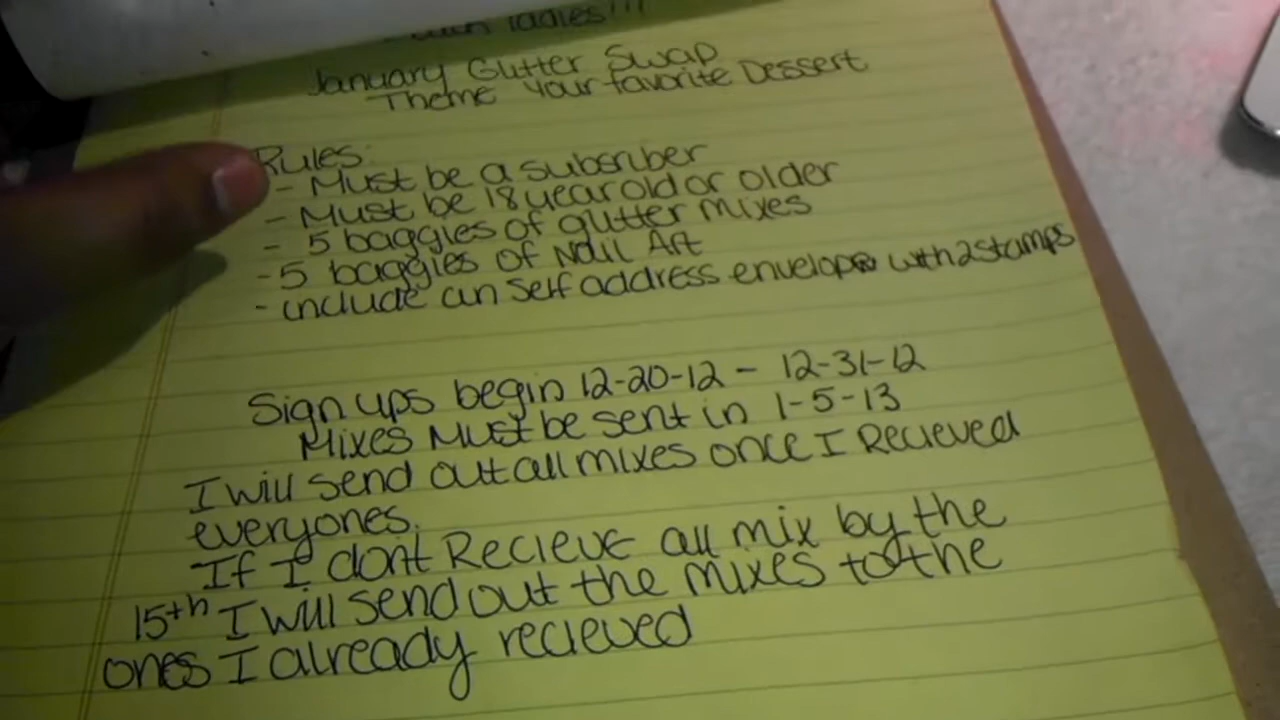 ladies!!!
January Glitter Swap
Theme Your favorite Dessert
Rules:
- Must be a subsriber
- Must be 18 year old or older
- 5 baggies of glitter mixes
- 5 baggies of Nail Art
- include an self address envelope with 2 stamps
Sign ups begin 12-20-12 - 12-31-12
Mixes Must be sent in 1-5-13
I will send out all mixes once I Recieved
everyones.
If I dont Recieve all mix by the
15th I will send out the mixes to the
ones I already recieved